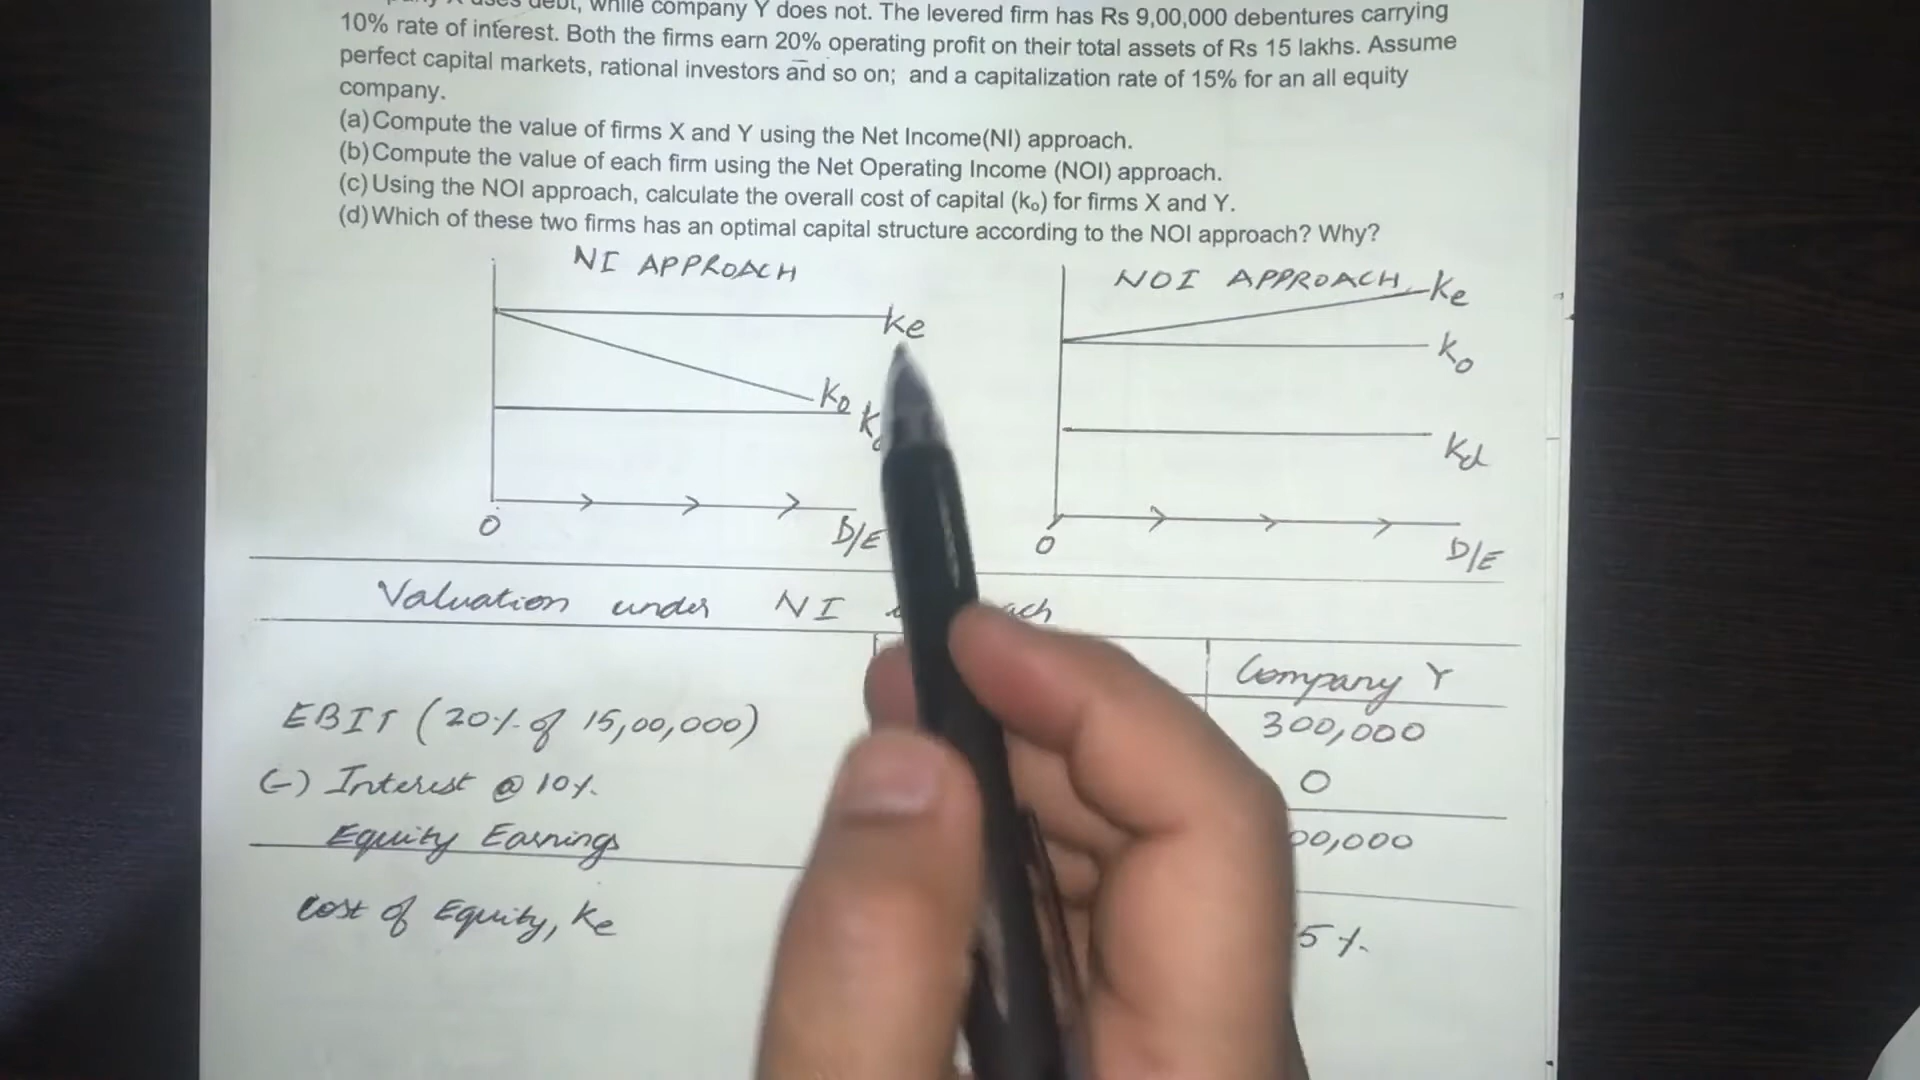 uses debt, while company Y does not. The levered firm has Rs 9,00,000 debentures carrying
10% rate of interest. Both the firms earn 20% operating profit on their total assets of Rs 15 lakhs. Assume
perfect capital markets, rational investors and so on; and a capitalization rate of 15% for an all equity
company.
(a) Compute the value of firms X and Y using the Net Income(NI) approach.
(b) Compute the value of each firm using the Net Operating Income (NOI) approach.
(c) Using the NOI approach, calculate the overall cost of capital (kₒ) for firms X and Y.
(d) Which of these two firms has an optimal capital structure according to the NOI approach? Why?
NI APPROACH
ke
ko
0
D/E
NOI APPROACH
ke
ko
kd
0
D/E
Valuation under NI
Company Y
EBIT (20% of 15,00,000)
300,000
(-) Interest @ 10%.
0
Equity Earnings
00,000
Cost of Equity, Ke
5%